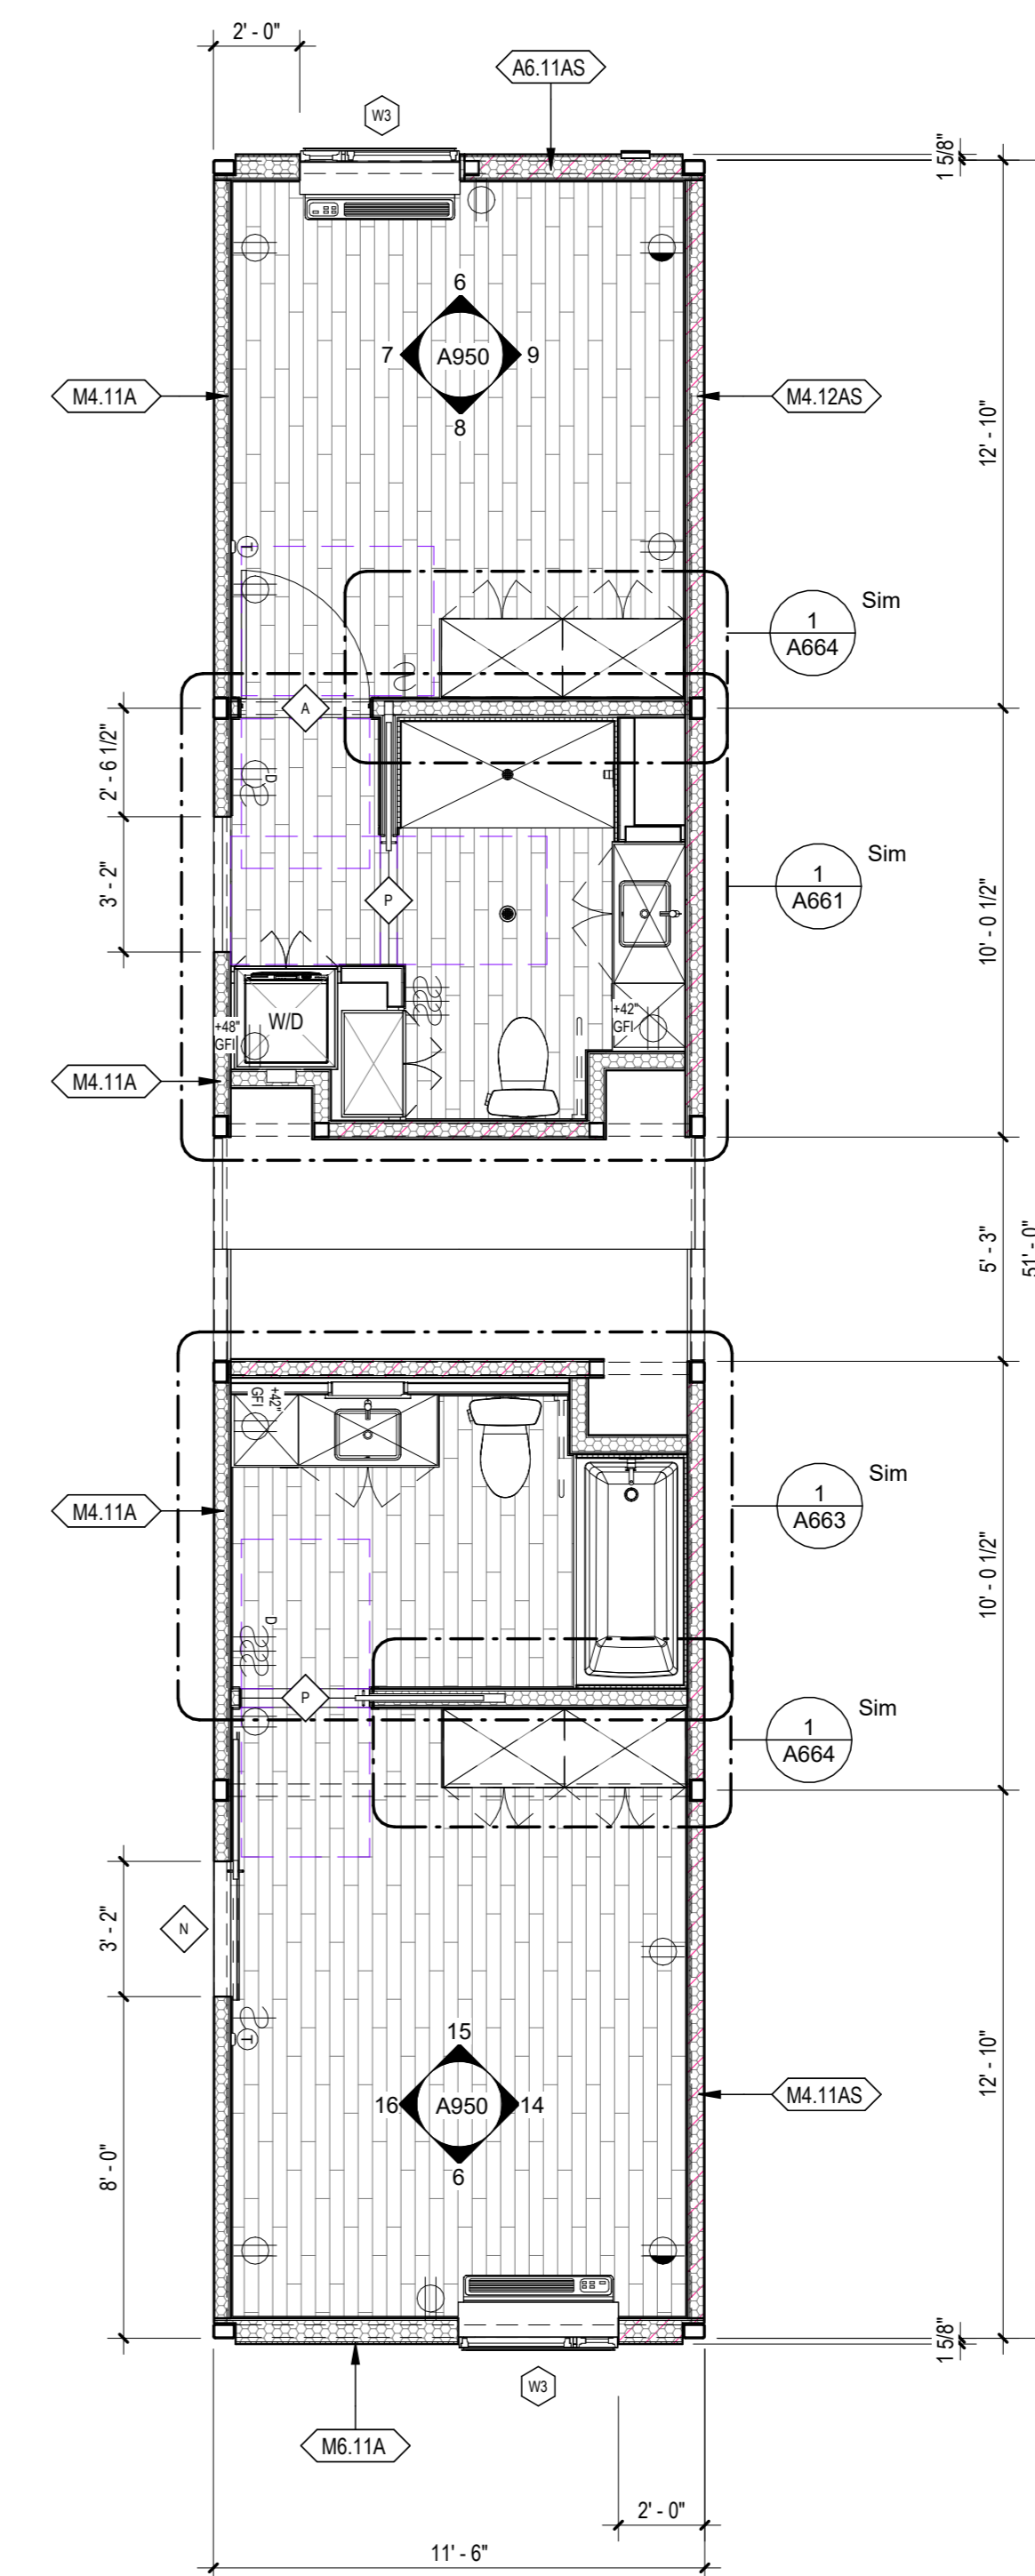 2' - 0"
A6.11AS
W3
1 5/8"
6
7 A950 9
8
M4.11A
M4.12AS
12' - 10"
T
1
A664
Sim
A
2' - 6 1/2"
D
3' - 2"
P
1
A661
Sim
10' - 0 1/2"
W/D
+48"
GFI
+42"
GFI
M4.11A
5' - 3"
51' - 0"
+42"
GFI
M4.11A
1
A663
Sim
10' - 0 1/2"
D
P
1
A664
Sim
3' - 2"
N
T
15
16 A950 14
6
M4.11AS
12' - 10"
8' - 0"
1 5/8"
W3
M6.11A
2' - 0"
11' - 6"